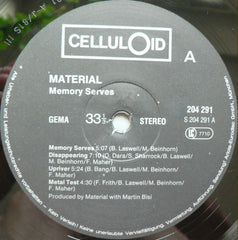 CELLULOID
A
MATERIAL
Memory Serves
204 291
GEMA 33⅓ STEREO
S 204 291 A
LC 7710
Memory Serves 5:07 (B. Laswell/M. Beinhorn)
Disappearing 7:10 (O. Dara/S. Sharrock/B. Laswell/
M. Beinhorn/F. Maher)
Upriver 5:24 (B. Bang/B. Laswell/M. Beinhorn/
F. Maher)
Metal Test 4:30 (F. Frith/B. Laswell/M. Beinhorn/
F. Maher)
Produced by Material with Martin Bisi